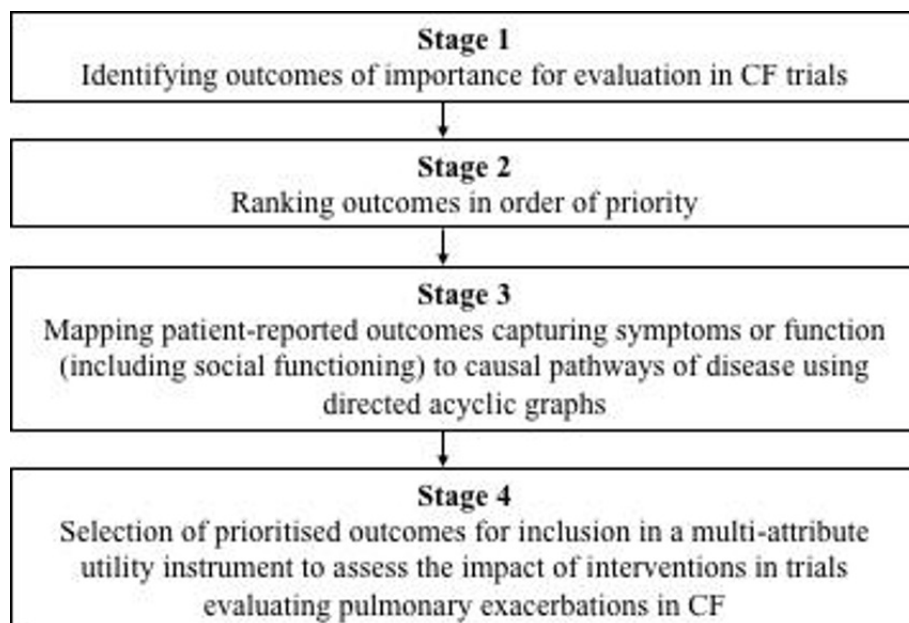 Stage 1
Identifying outcomes of importance for evaluation in CF trials
Stage 2
Ranking outcomes in order of priority
Stage 3
Mapping patient-reported outcomes capturing symptoms or function
(including social functioning) to causal pathways of disease using
directed acyclic graphs
Stage 4
Selection of prioritised outcomes for inclusion in a multi-attribute
utility instrument to assess the impact of interventions in trials
evaluating pulmonary exacerbations in CF